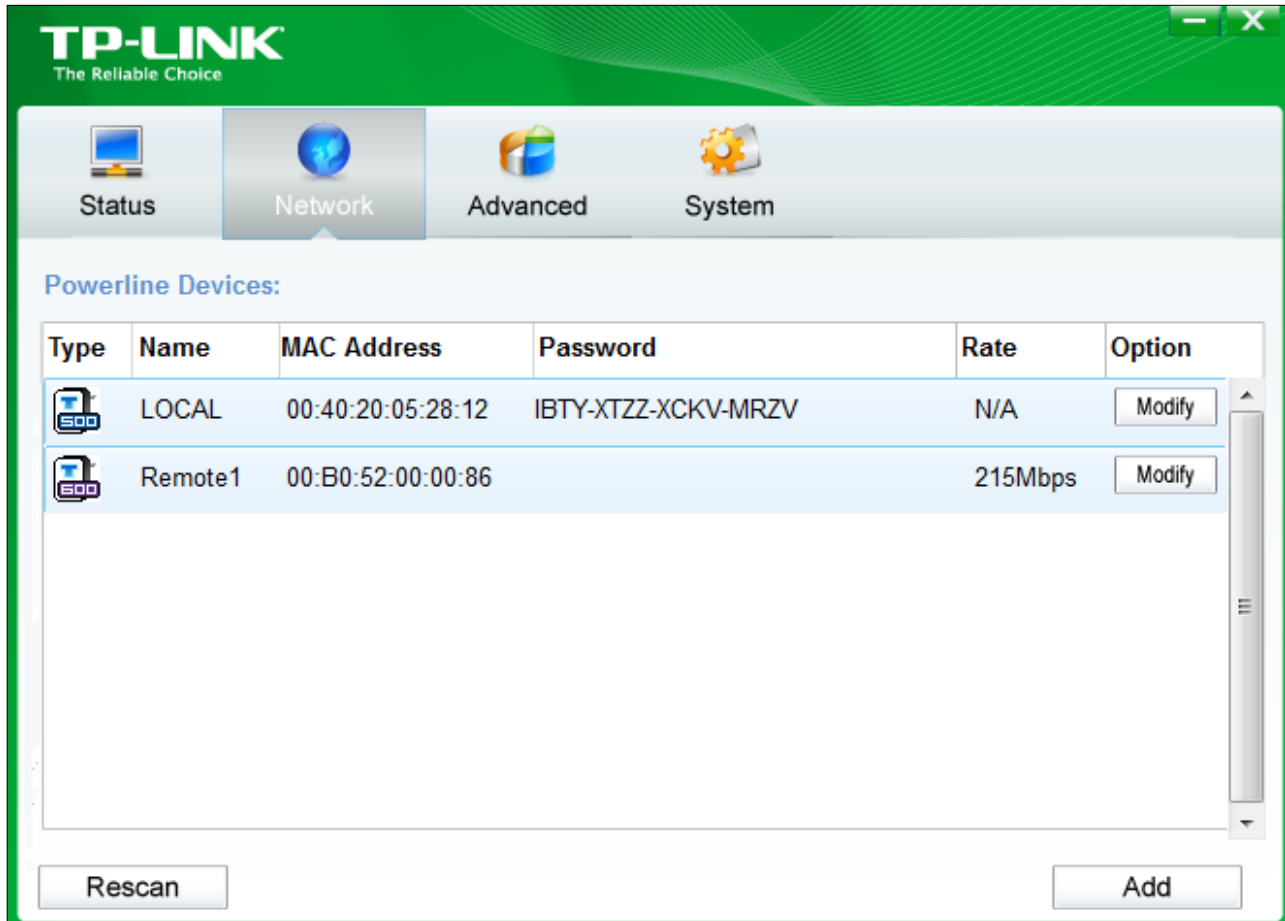 TP-LINK
The Reliable Choice
Status Network Advanced System
Powerline Devices:
Type Name MAC Address Password Rate Option
T 500 LOCAL 00:40:20:05:28:12 IBTY-XTZZ-XCKV-MRZV N/A Modify
T 600 Remote1 00:B0:52:00:00:86 215Mbps Modify
Rescan Add